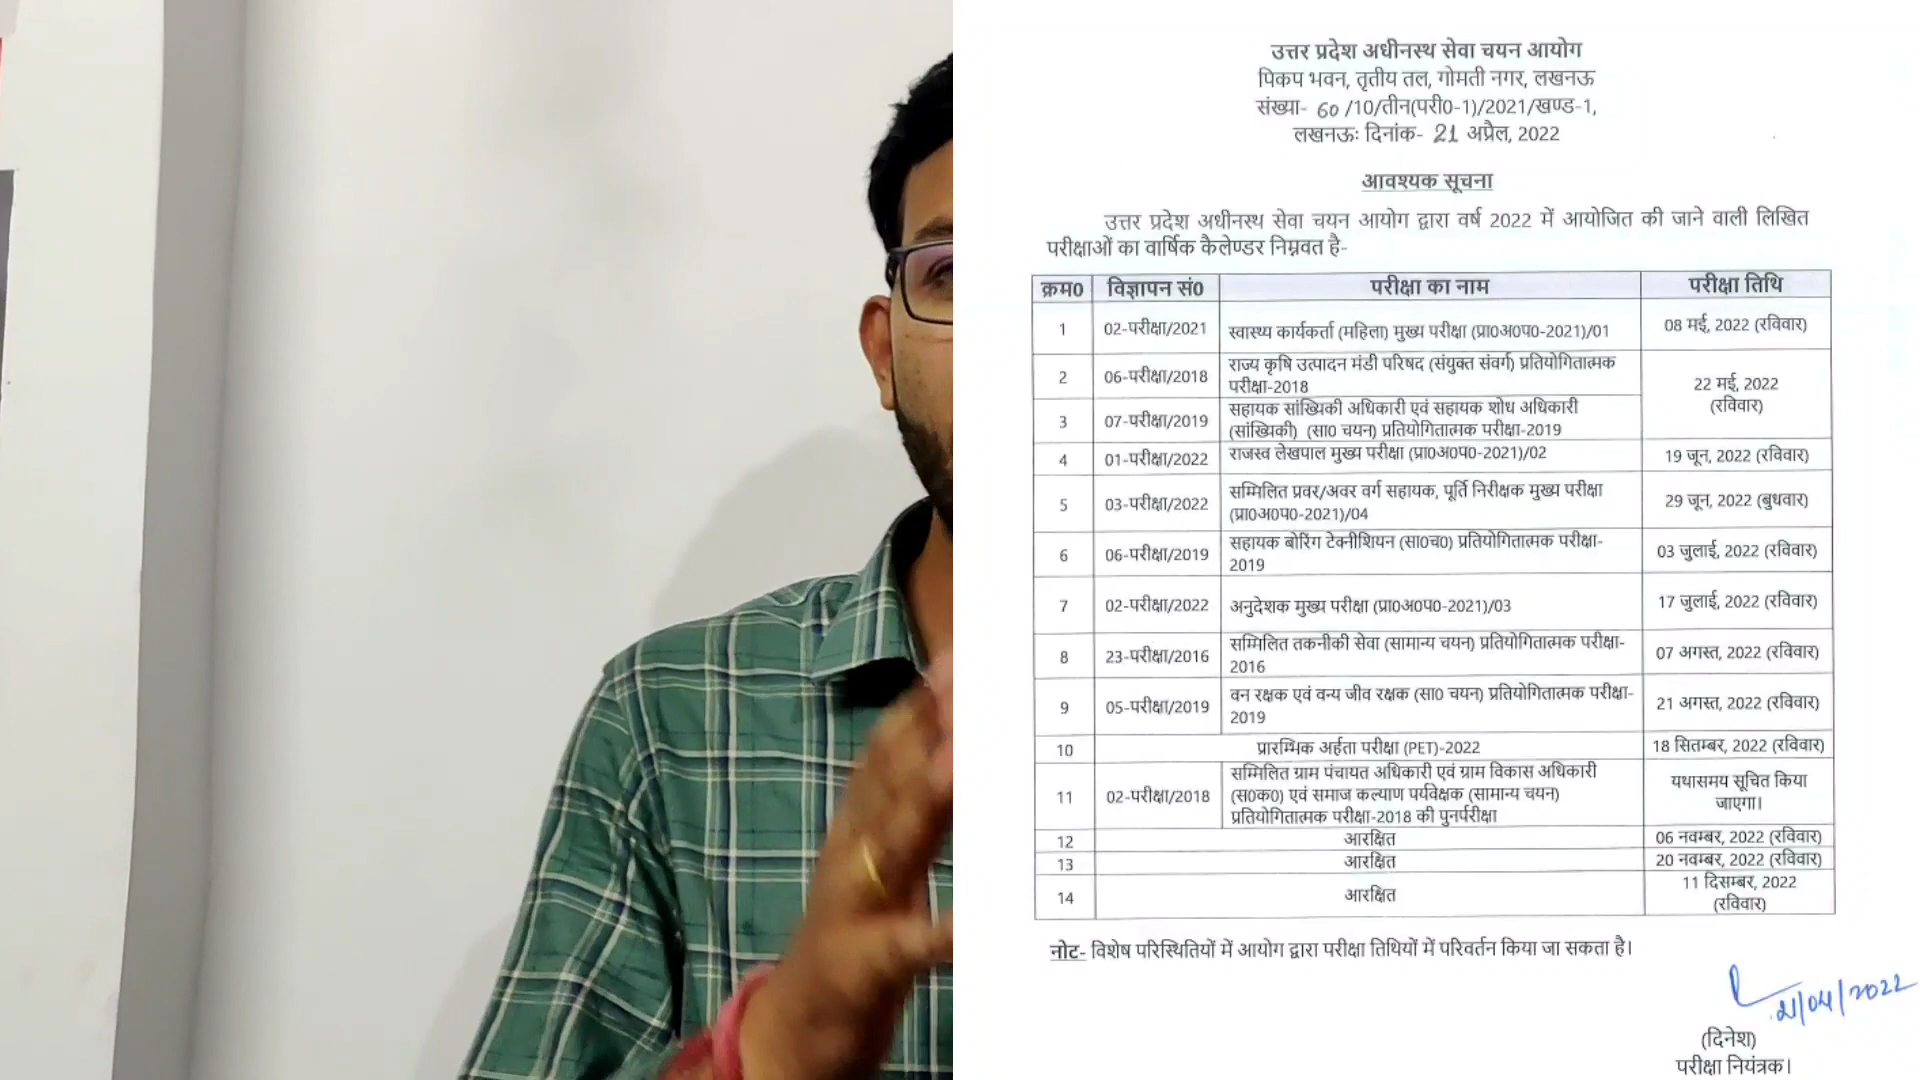 उत्तर प्रदेश अधीनस्थ सेवा चयन आयोग
पिकप भवन, तृतीय तल, गोमती नगर, लखनऊ
संख्या- 60 /10/तीन(परी0-1)/2021/खण्ड-1,
लखनऊः दिनांक- 21 अप्रैल, 2022
आवश्यक सूचना
उत्तर प्रदेश अधीनस्थ सेवा चयन आयोग द्वारा वर्ष 2022 में आयोजित की जाने वाली लिखित
परीक्षाओं का वार्षिक कैलेण्डर निम्नवत है-
क्रम0 विज्ञापन सं0 परीक्षा का नाम परीक्षा तिथि
1 02-परीक्षा/2021 स्वास्थ्य कार्यकर्ता (महिला) मुख्य परीक्षा (प्रा0अ0प0-2021)/01 08 मई, 2022 (रविवार)
2 06-परीक्षा/2018 राज्य कृषि उत्पादन मंडी परिषद (संयुक्त संवर्ग) प्रतियोगितात्मक
परीक्षा-2018
22 मई, 2022
(रविवार)
3 07-परीक्षा/2019 सहायक सांख्यिकी अधिकारी एवं सहायक शोध अधिकारी
(सांख्यिकी) (सा0 चयन) प्रतियोगितात्मक परीक्षा-2019
4 01-परीक्षा/2022 राजस्व लेखपाल मुख्य परीक्षा (प्रा0अ0प0-2021)/02 19 जून, 2022 (रविवार)
5 03-परीक्षा/2022 सम्मिलित प्रवर/अवर वर्ग सहायक, पूर्ति निरीक्षक मुख्य परीक्षा
(प्रा0अ0प0-2021)/04
29 जून, 2022 (बुधवार)
6 06-परीक्षा/2019 सहायक बोरिंग टेक्नीशियन (सा0च0) प्रतियोगितात्मक परीक्षा-
2019
03 जुलाई, 2022 (रविवार)
7 02-परीक्षा/2022 अनुदेशक मुख्य परीक्षा (प्रा0अ0प0-2021)/03 17 जुलाई, 2022 (रविवार)
8 23-परीक्षा/2016 सम्मिलित तकनीकी सेवा (सामान्य चयन) प्रतियोगितात्मक परीक्षा-
2016
07 अगस्त, 2022 (रविवार)
9 05-परीक्षा/2019 वन रक्षक एवं वन्य जीव रक्षक (सा0 चयन) प्रतियोगितात्मक परीक्षा-
2019
21 अगस्त, 2022 (रविवार)
10 प्रारम्भिक अर्हता परीक्षा (PET)-2022 18 सितम्बर, 2022 (रविवार)
11 02-परीक्षा/2018 सम्मिलित ग्राम पंचायत अधिकारी एवं ग्राम विकास अधिकारी
(स0क0) एवं समाज कल्याण पर्यवेक्षक (सामान्य चयन)
प्रतियोगितात्मक परीक्षा-2018 की पुनर्परीक्षा
यथासमय सूचित किया
जाएगा।
12 आरक्षित 06 नवम्बर, 2022 (रविवार)
13 आरक्षित 20 नवम्बर, 2022 (रविवार)
14 आरक्षित 11 दिसम्बर, 2022
(रविवार)
नोट- विशेष परिस्थितियों में आयोग द्वारा परीक्षा तिथियों में परिवर्तन किया जा सकता है।
21/04/2022
(दिनेश)
परीक्षा नियंत्रक।